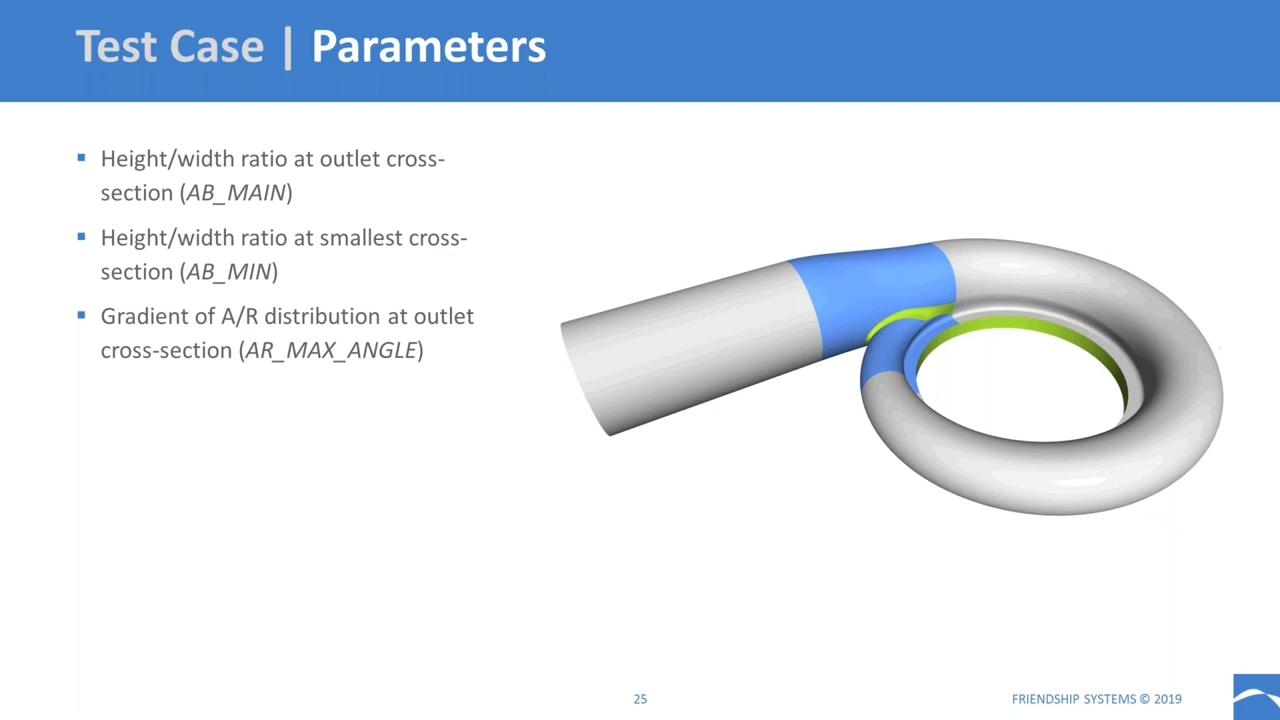 Test Case | Parameters
▪ Height/width ratio at outlet cross-
section (AB_MAIN)
▪ Height/width ratio at smallest cross-
section (AB_MIN)
▪ Gradient of A/R distribution at outlet
cross-section (AR_MAX_ANGLE)
25
FRIENDSHIP SYSTEMS © 2019